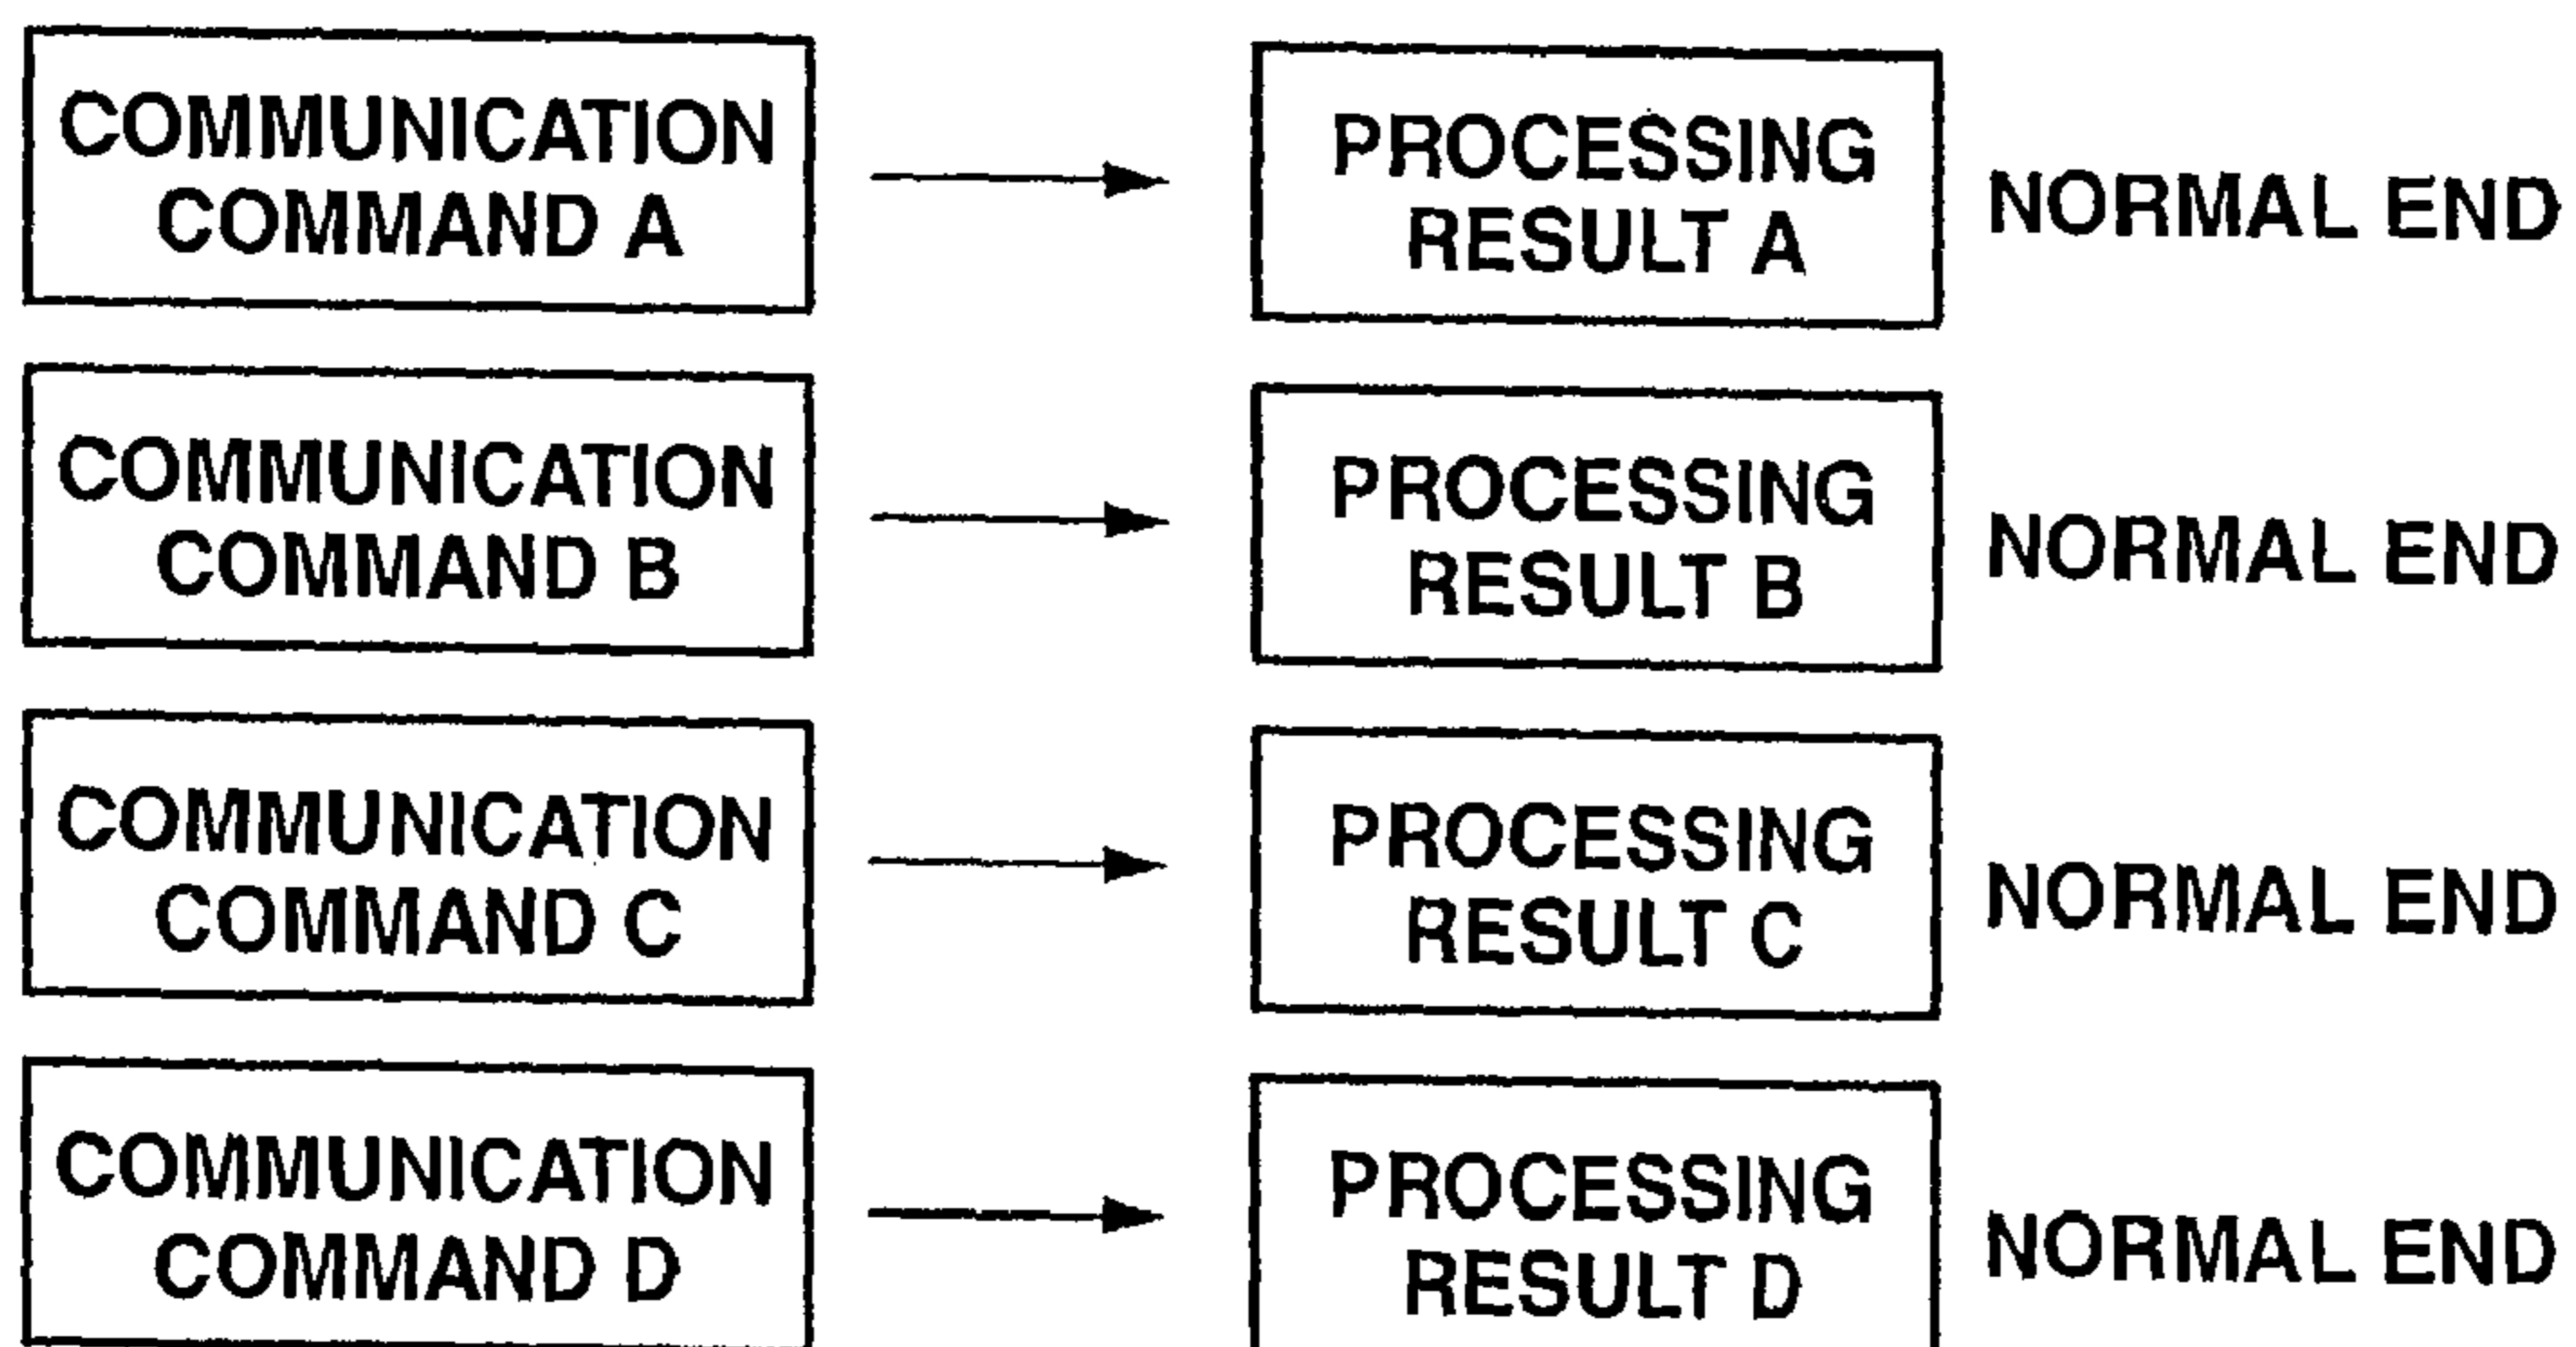 COMMUNICATION
COMMAND A
PROCESSING
RESULT A
NORMAL END
COMMUNICATION
COMMAND B
PROCESSING
RESULT B
NORMAL END
COMMUNICATION
COMMAND C
PROCESSING
RESULT C
NORMAL END
COMMUNICATION
COMMAND D
PROCESSING
RESULT D
NORMAL END